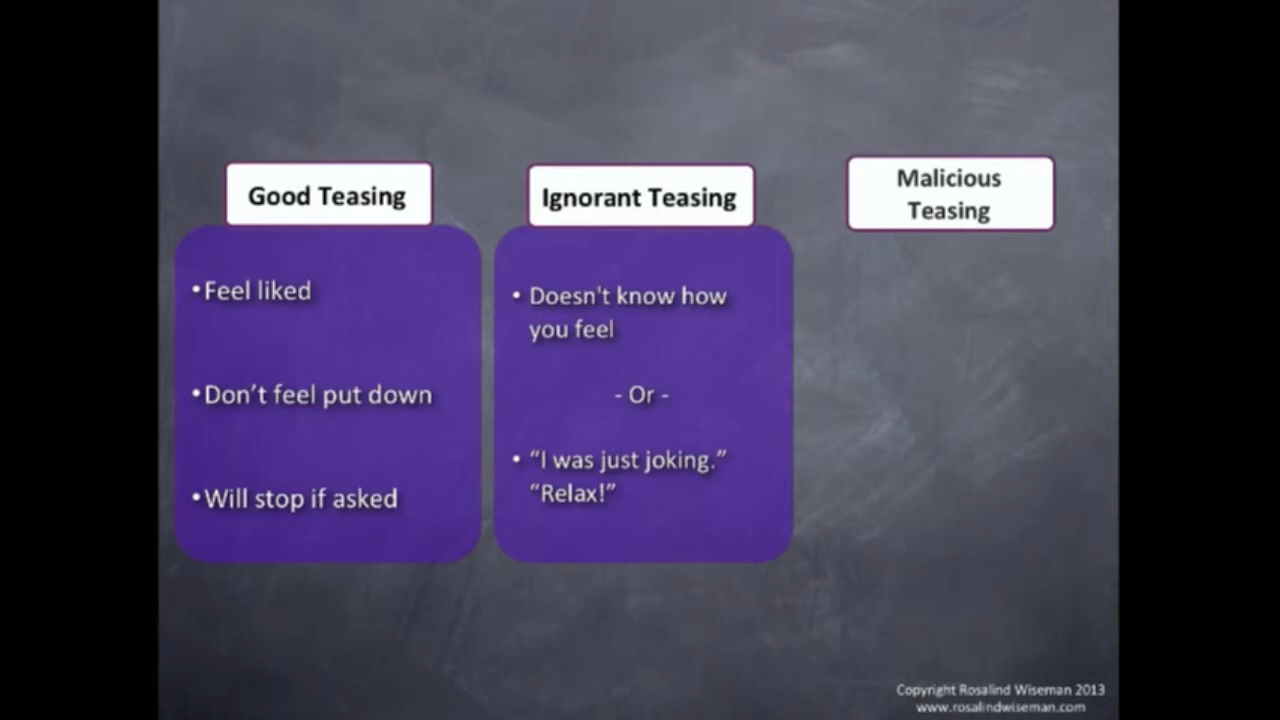 Good Teasing
•Feel liked
•Don’t feel put down
•Will stop if asked
Ignorant Teasing
• Doesn't know how
you feel
- Or -
• “I was just joking.”
“Relax!”
Malicious
Teasing
Copyright Rosalind Wiseman 2013
www.rosalindwiseman.com